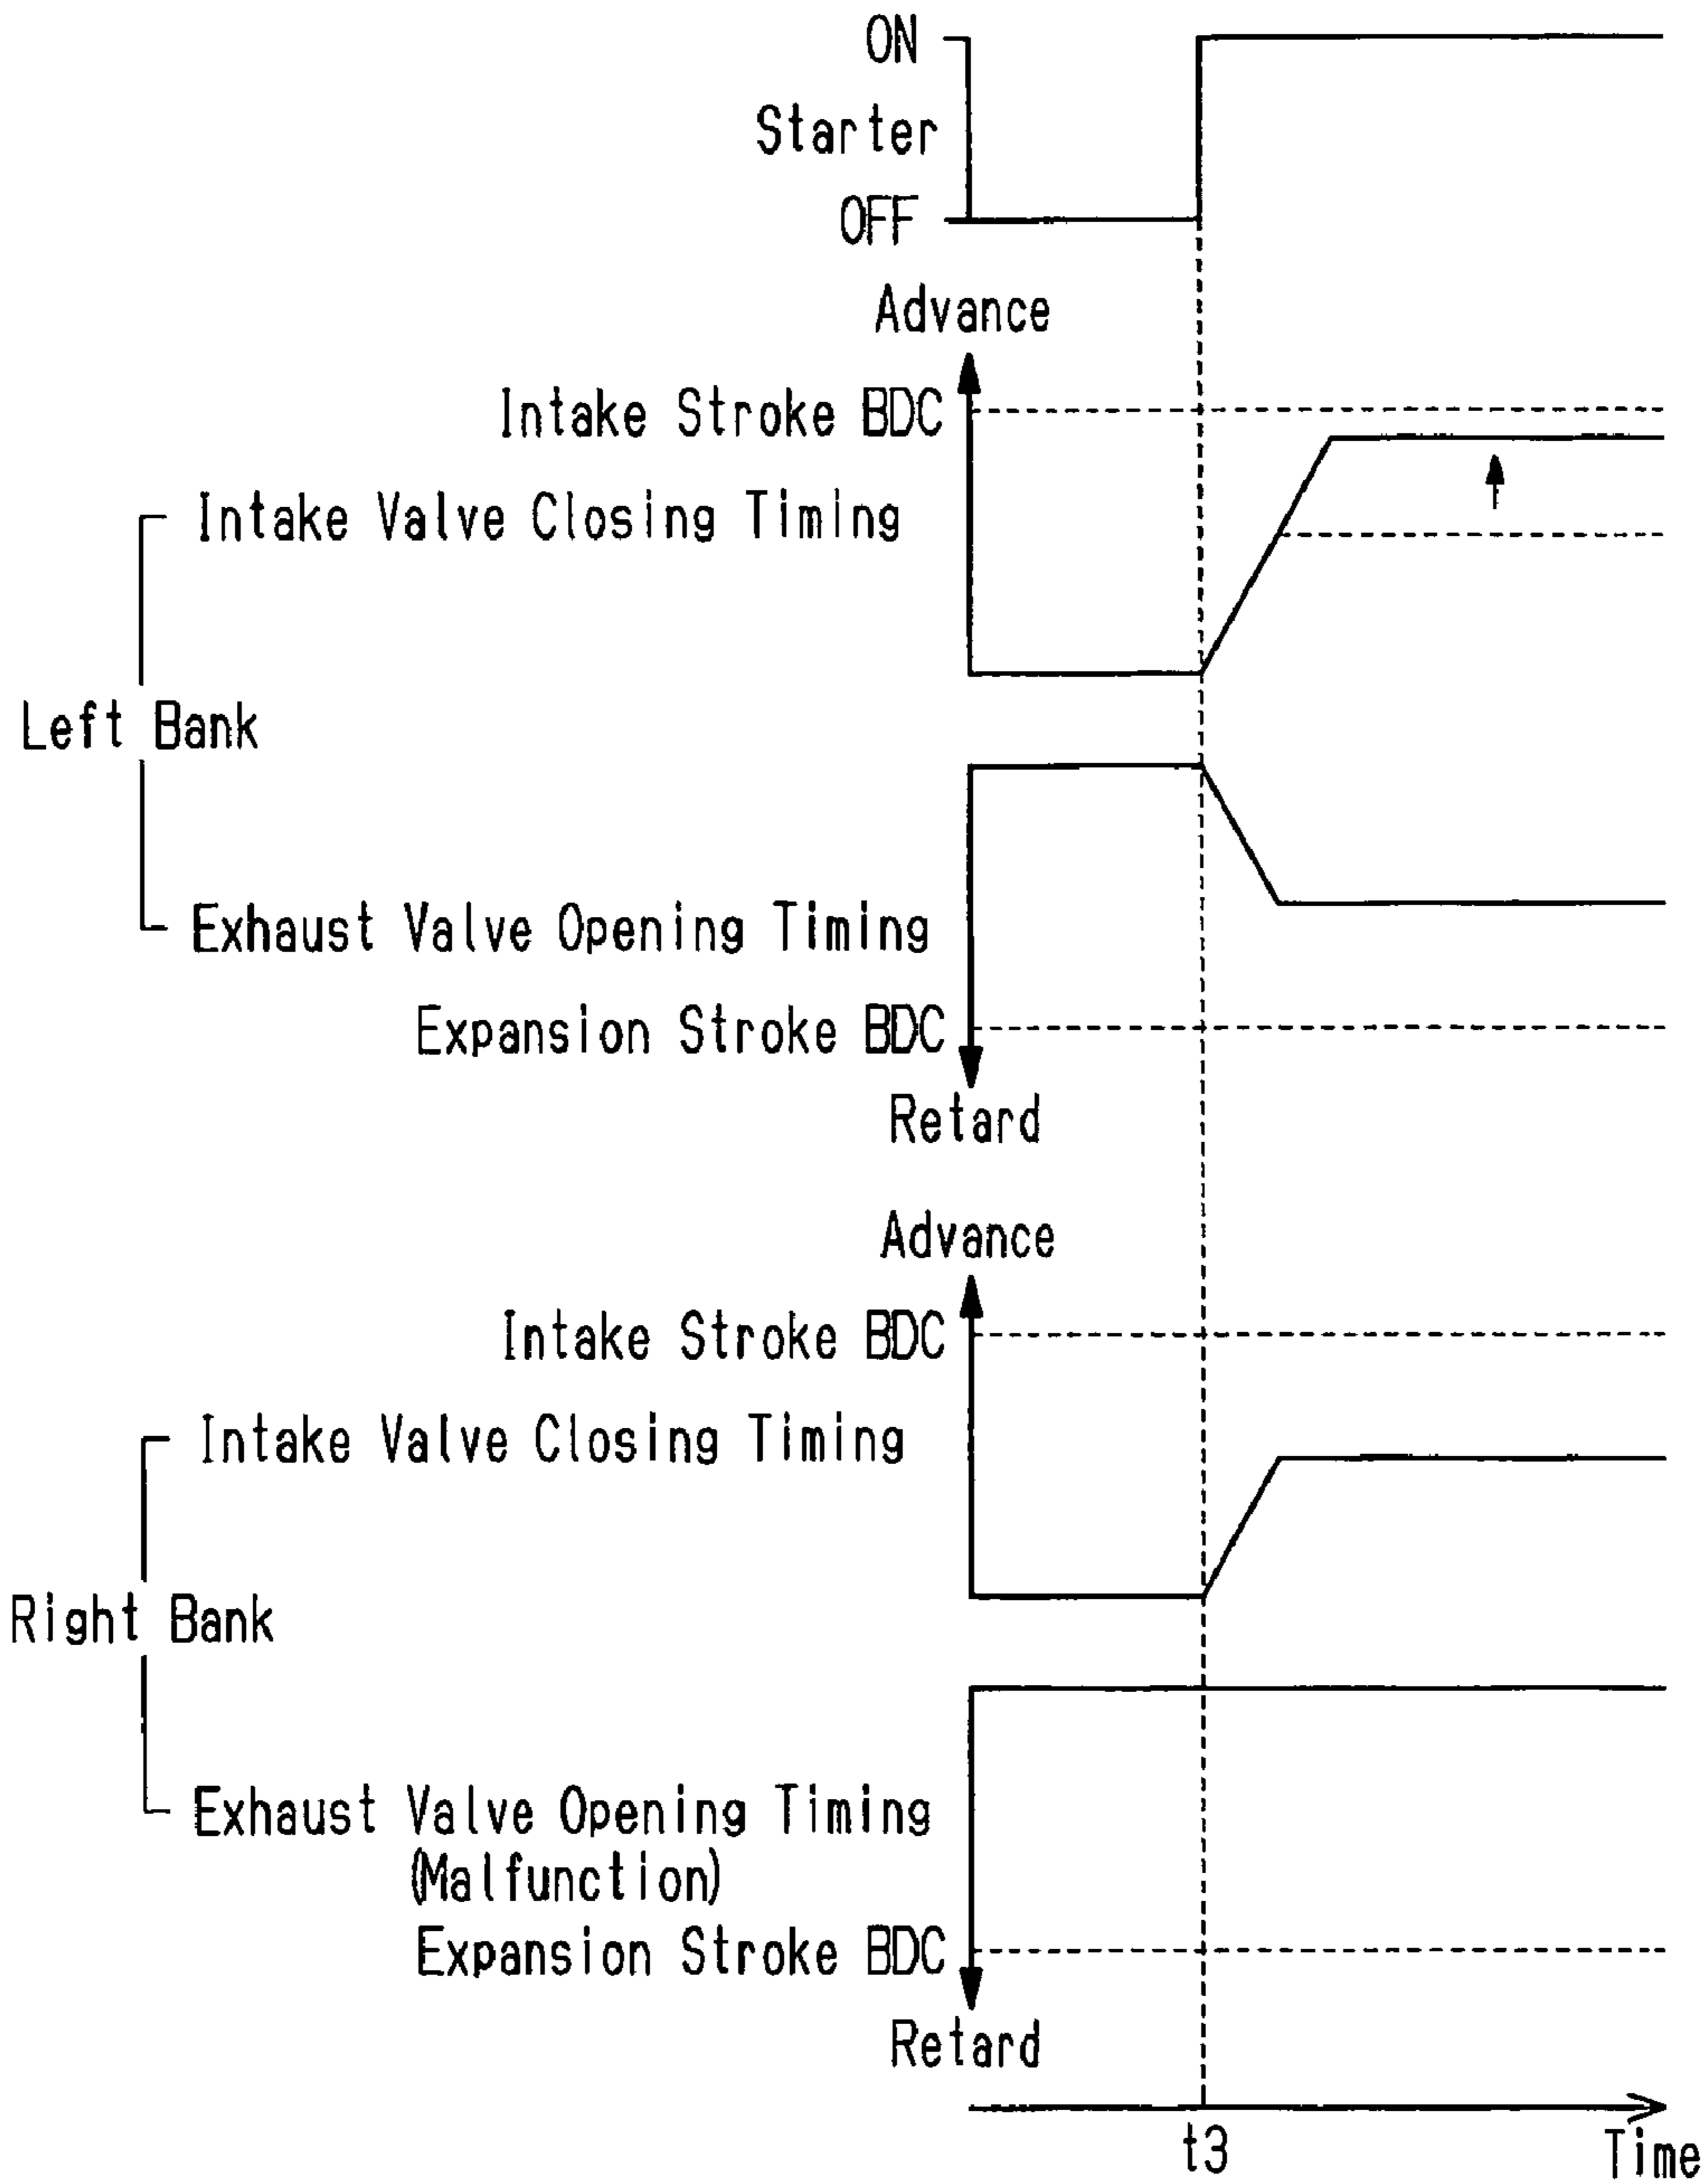 ON
Starter
OFF
Advance
Intake Stroke BDC
Intake Valve Closing Timing
Left Bank
Exhaust Valve Opening Timing
Expansion Stroke BDC
Retard
Advance
Intake Stroke BDC
Intake Valve Closing Timing
Right Bank
Exhaust Valve Opening Timing
(Malfunction)
Expansion Stroke BDC
Retard
t3
Time